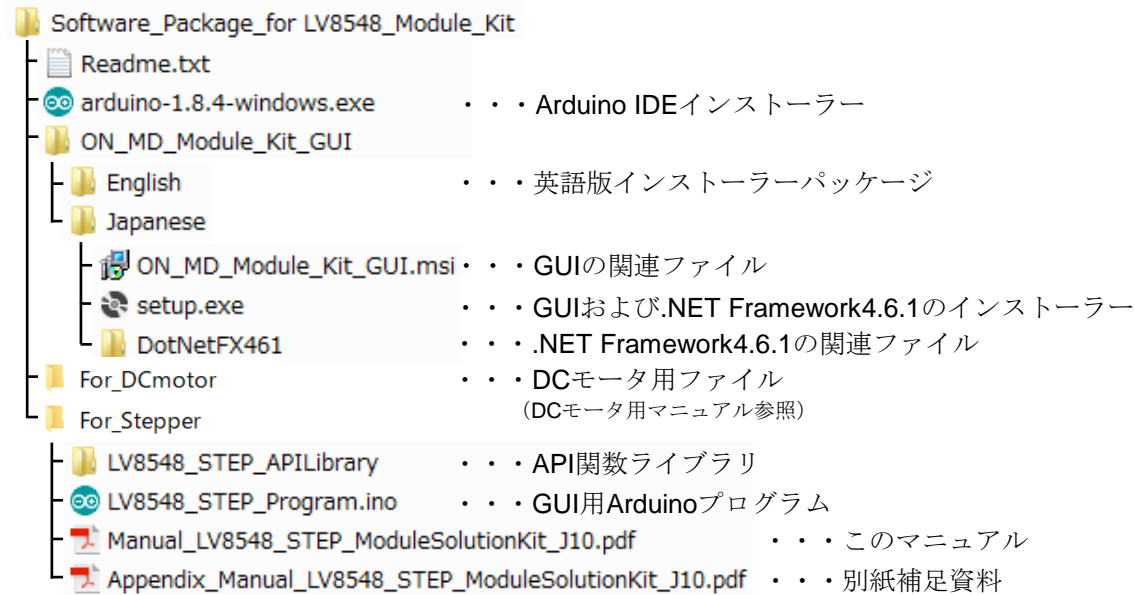 Software_Package_for LV8548_Module_Kit
Readme.txt
arduino-1.8.4-windows.exe ・・・Arduino IDEインストーラー
ON_MD_Module_Kit_GUI
English ・・・英語版インストーラーパッケージ
Japanese
ON_MD_Module_Kit_GUI.msi・・・GUIの関連ファイル
setup.exe ・・・GUIおよび.NET Framework4.6.1のインストーラー
DotNetFX461 ・・・.NET Framework4.6.1の関連ファイル
For_DCmotor ・・・DCモータ用ファイル
（DCモータ用マニュアル参照）
For_Stepper
LV8548_STEP_APILibrary ・・・API関数ライブラリ
LV8548_STEP_Program.ino ・・・GUI用Arduinoプログラム
Manual_LV8548_STEP_ModuleSolutionKit_J10.pdf ・・・このマニュアル
Appendix_Manual_LV8548_STEP_ModuleSolutionKit_J10.pdf ・・・別紙補足資料